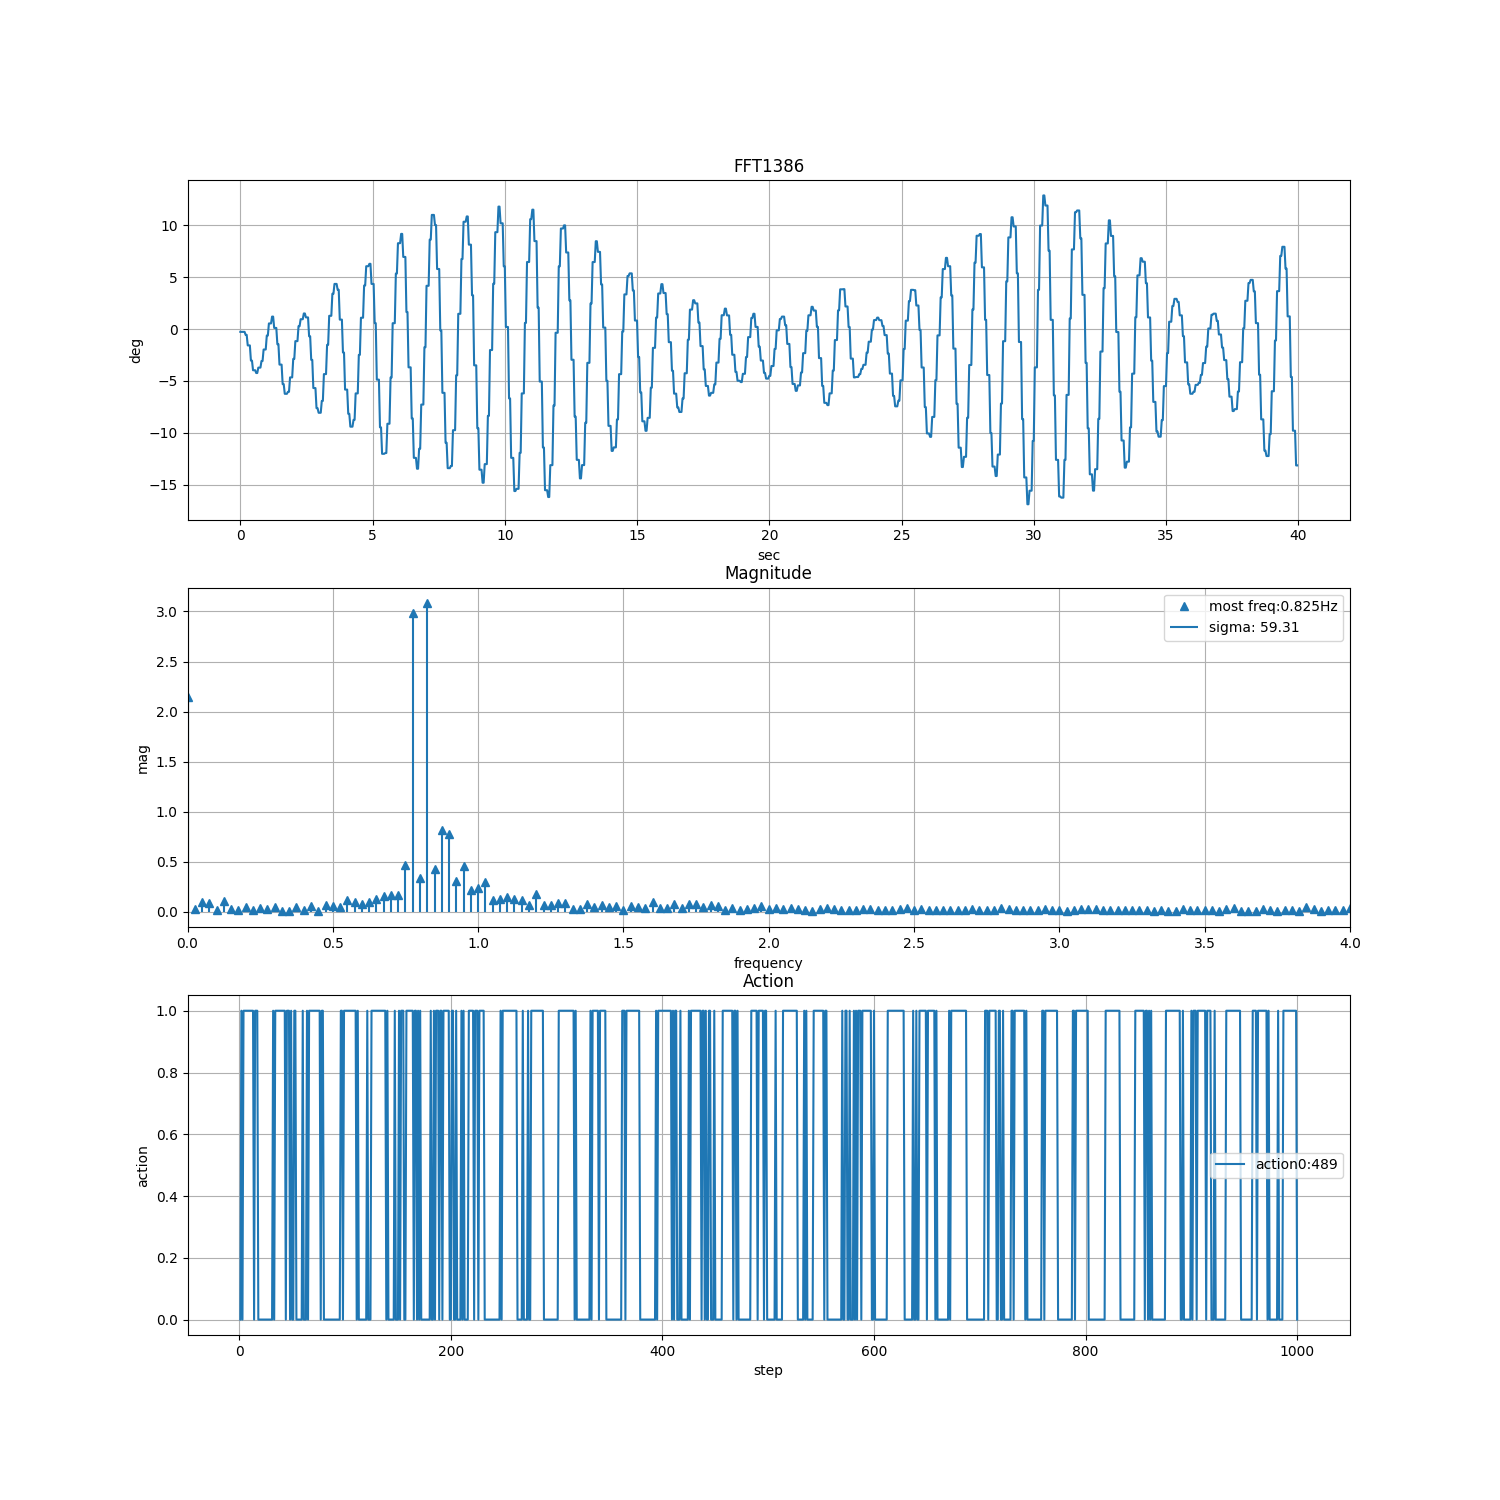 FFT1386
10
5
0
−5
−10
−15
deg
0 5 10 15 20 25 30 35 40
sec
Magnitude
most freq:0.825Hz
sigma: 59.31
3.0
2.5
2.0
1.5
1.0
0.5
0.0
mag
0.0 0.5 1.0 1.5 2.0 2.5 3.0 3.5 4.0
frequency
Action
1.0
0.8
0.6
0.4
0.2
0.0
action
action0:489
0 200 400 600 800 1000
step